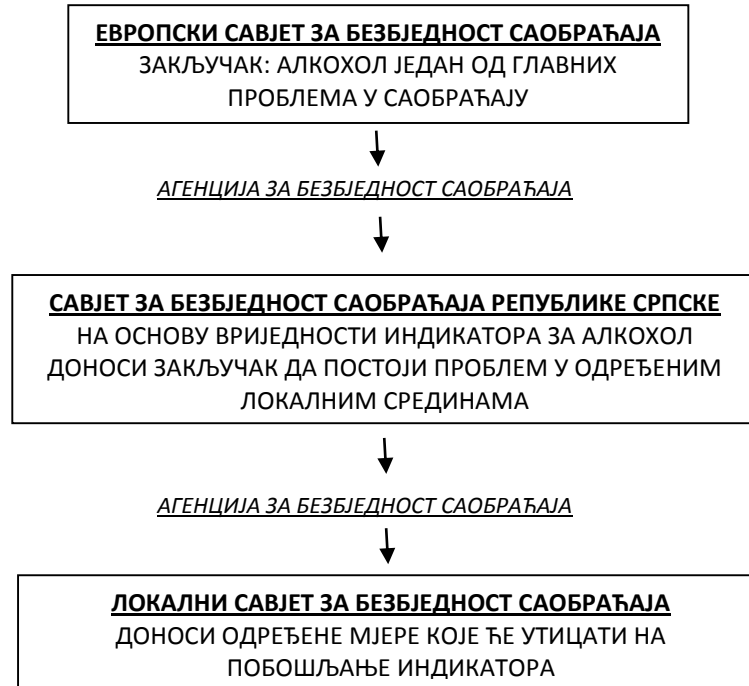 ЕВРОПСКИ САВЈЕТ ЗА БЕЗБЈЕДНОСТ САОБРАЋАЈА
ЗАКЉУЧАК: АЛКОХОЛ ЈЕДАН ОД ГЛАВНИХ
ПРОБЛЕМА У САОБРАЋАЈУ
АГЕНЦИЈА ЗА БЕЗБЈЕДНОСТ САОБРАЋАЈА
САВЈЕТ ЗА БЕЗБЈЕДНОСТ САОБРАЋАЈА РЕПУБЛИКЕ СРПСКЕ
НА ОСНОВУ ВРИЈЕДНОСТИ ИНДИКАТОРА ЗА АЛКОХОЛ
ДОНОСИ ЗАКЉУЧАК ДА ПОСТОЈИ ПРОБЛЕМ У ОДРЕЂЕНИМ
ЛОКАЛНИМ СРЕДИНАМА
АГЕНЦИЈА ЗА БЕЗБЈЕДНОСТ САОБРАЋАЈА
ЛОКАЛНИ САВЈЕТ ЗА БЕЗБЈЕДНОСТ САОБРАЋАЈА
ДОНОСИ ОДРЕЂЕНЕ МЈЕРЕ КОЈЕ ЋЕ УТИЦАТИ НА
ПОБОШЉАЊЕ ИНДИКАТОРА